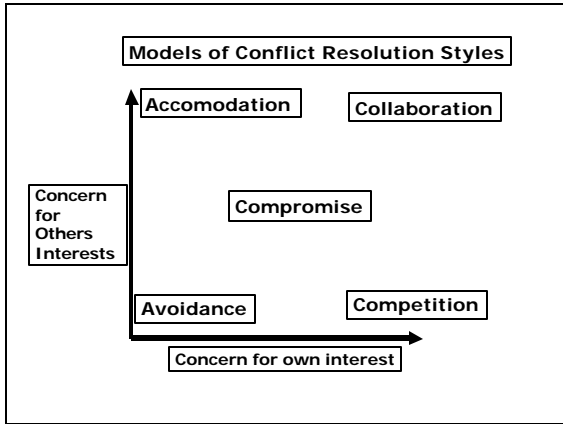 Models of Conflict Resolution Styles
Accomodation
Collaboration
Concern
for
Others
Interests
Compromise
Avoidance
Competition
Concern for own interest